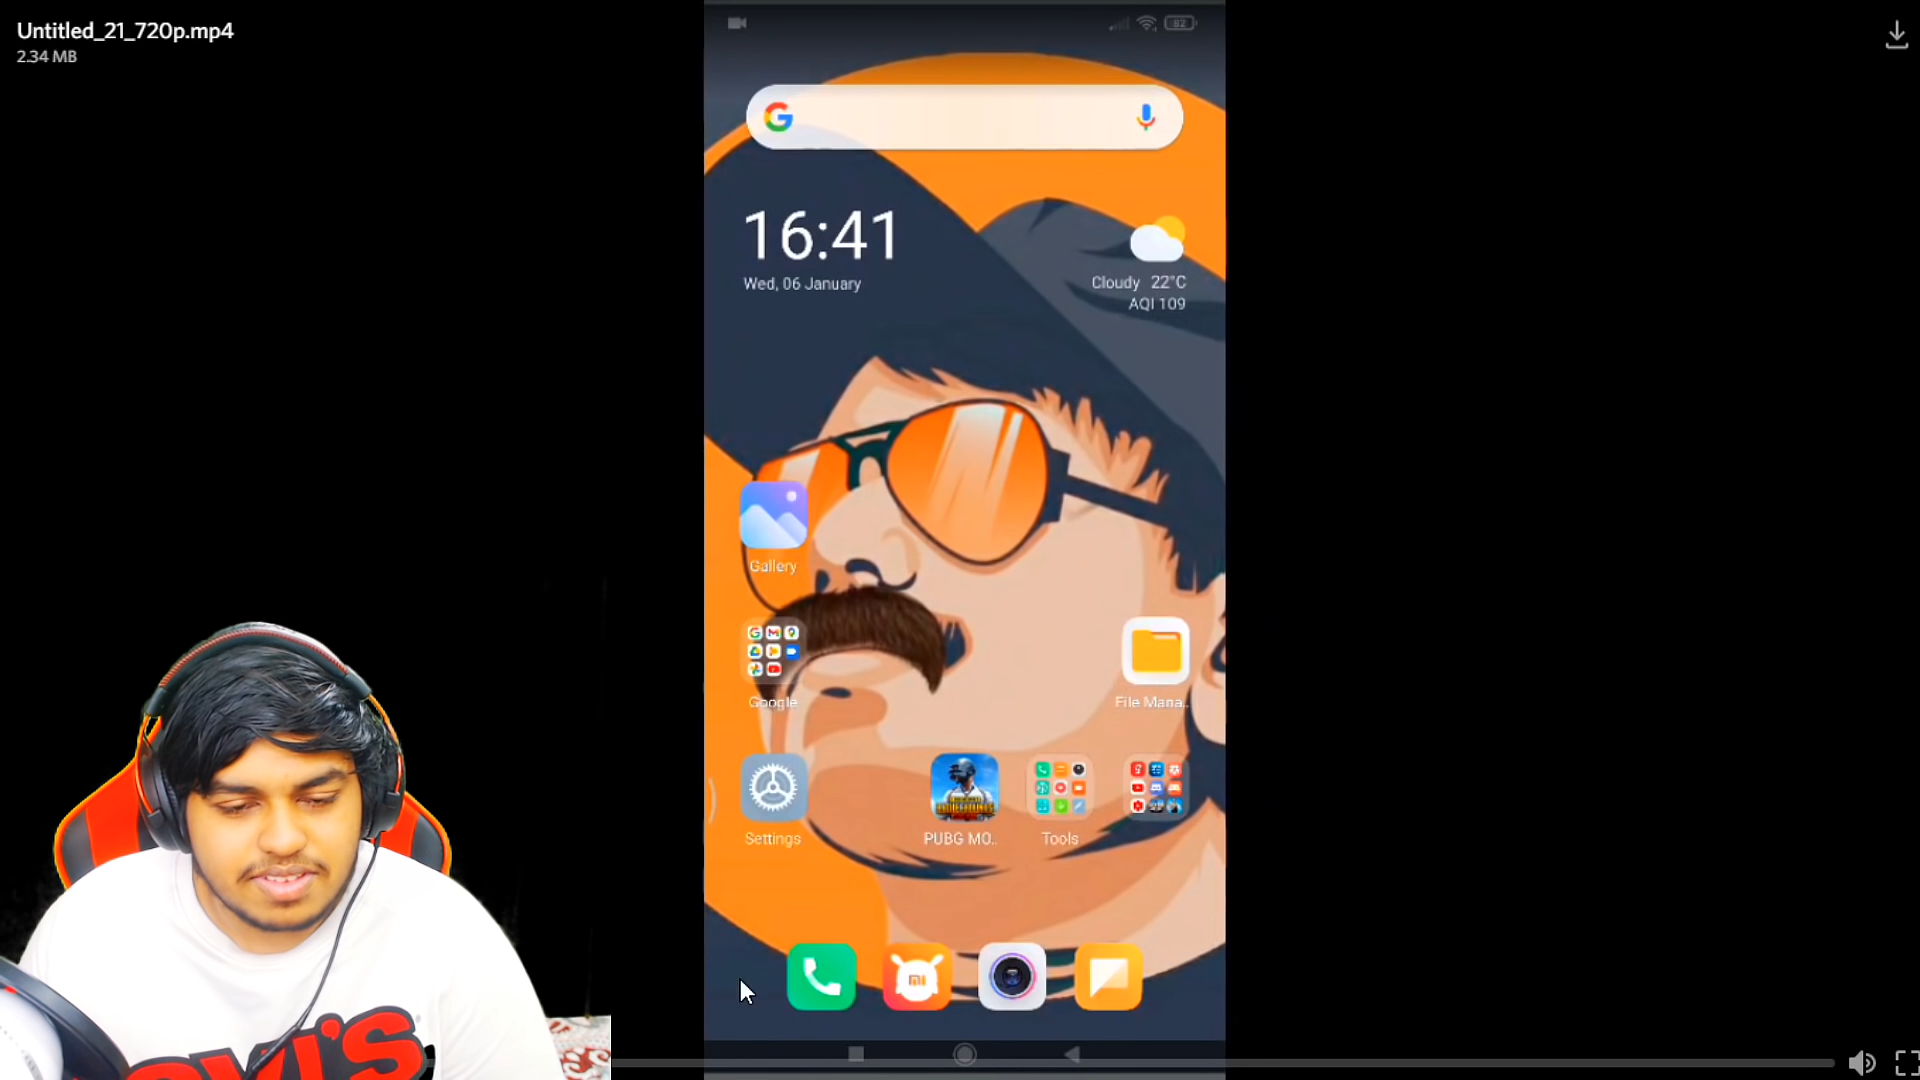 Untitled_21_720p.mp4
2.34 MB
82
16:41
Wed, 06 January
Cloudy 22°C
AQI 109
Gallery
Google
File Mana..
Settings
PUBG MO..
Tools